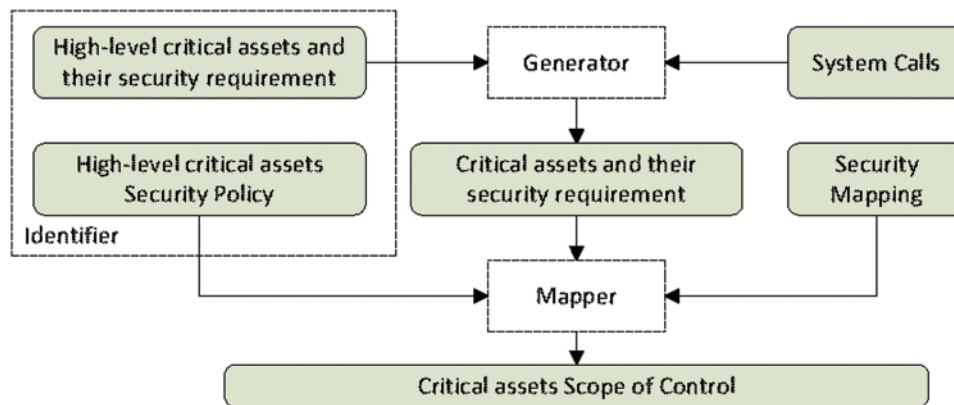 High-level critical assets and
their security requirement
Generator
System Calls
High-level critical assets
Security Policy
Critical assets and their
security requirement
Security
Mapping
Identifier
Mapper
Critical assets Scope of Control